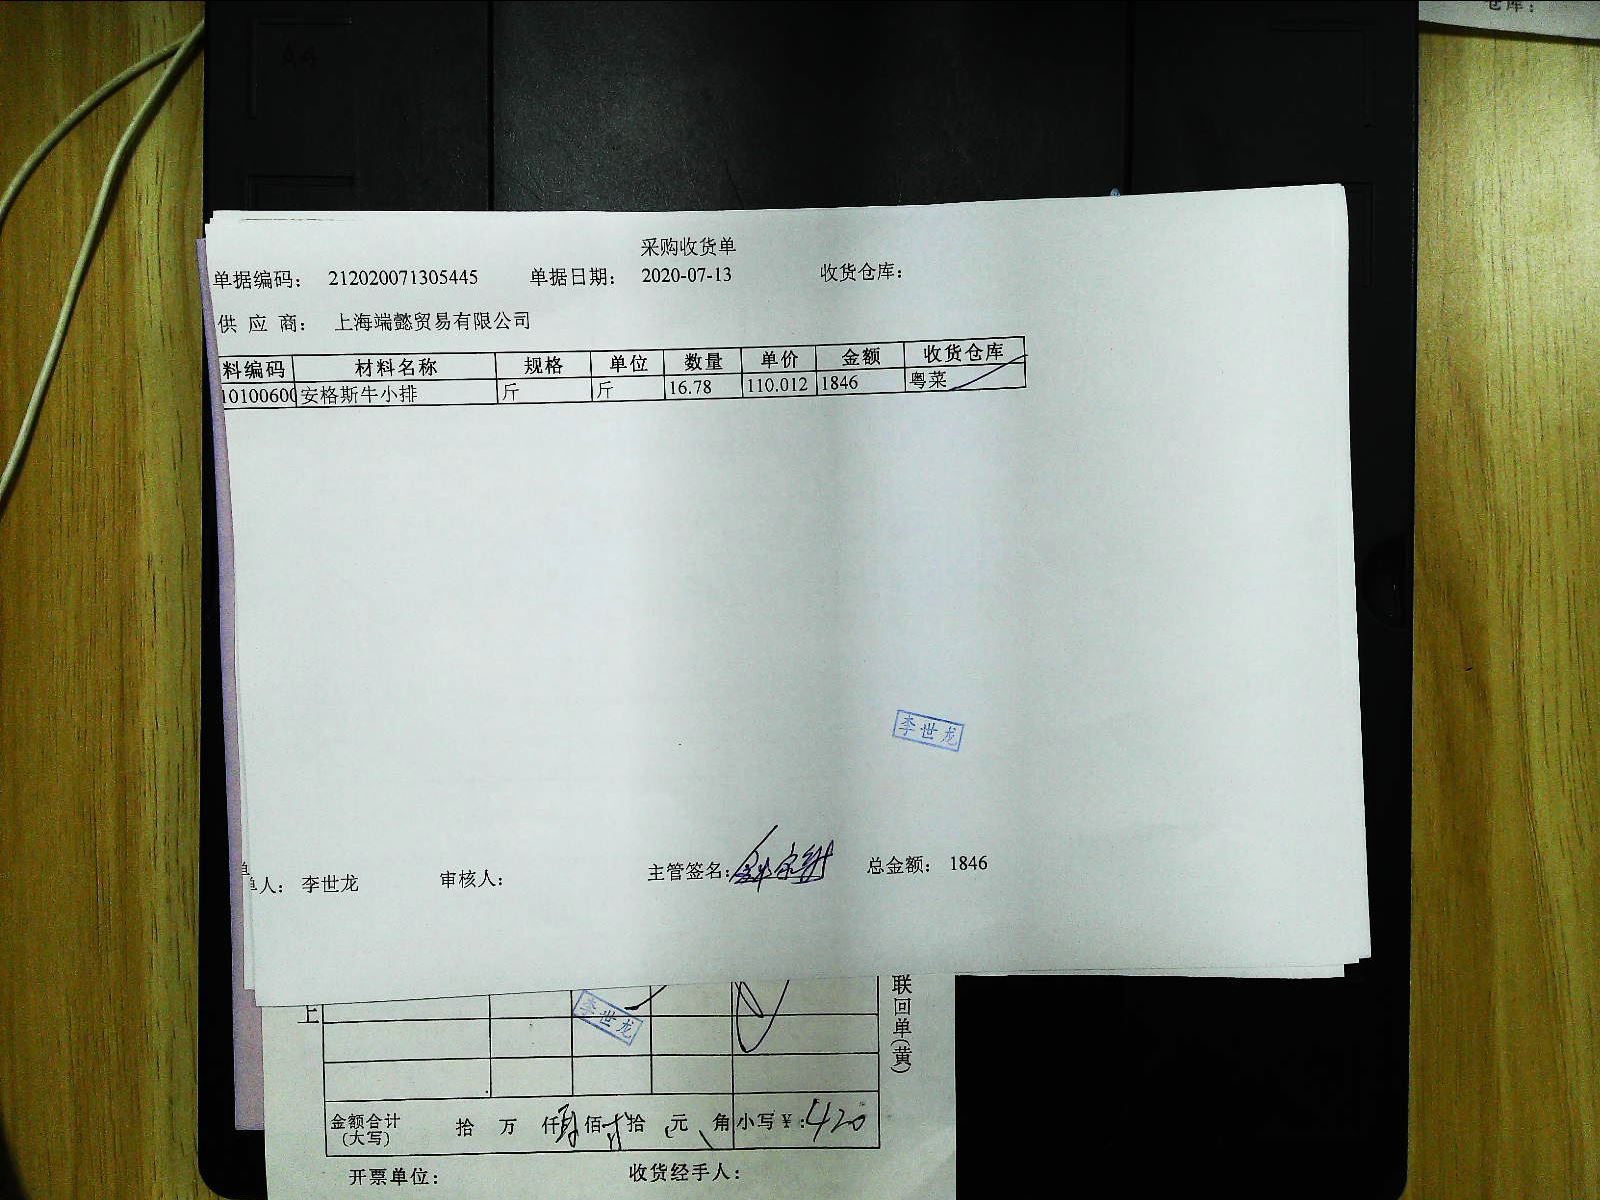 仓库：
采购收货单
单据编码： 212020071305445 单据日期： 2020-07-13 收货仓库：
供 应 商： 上海端懿贸易有限公司
料编码 材料名称 规格 单位 数量 单价 金额 收货仓库
10100600 安格斯牛小排 斤 斤 16.78 110.012 1846 粤菜
李世龙
单人： 李世龙 审核人： 主管签名： 总金额： 1846
上
李世龙
联回单(黄)
金额合计 拾 万 仟 佰 拾 元 角 小写￥：420
(大写)
开票单位： 收货经手人：